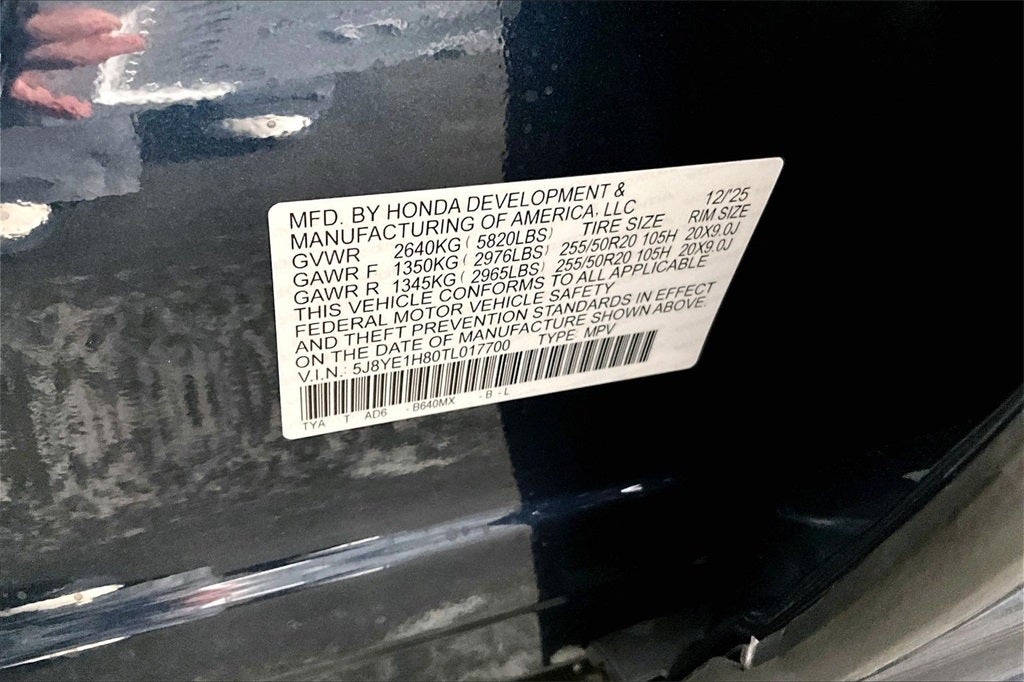 MFD. BY HONDA DEVELOPMENT & 12/'25
MANUFACTURING OF AMERICA, LLC
GVWR 2640KG ( 5820LBS) TIRE SIZE RIM SIZE
GAWR F 1350KG ( 2976LBS) 255/50R20 105H 20X9.0J
GAWR R 1345KG ( 2965LBS) 255/50R20 105H 20X9.0J
THIS VEHICLE CONFORMS TO ALL APPLICABLE
FEDERAL MOTOR VEHICLE SAFETY
AND THEFT PREVENTION STANDARDS IN EFFECT
ON THE DATE OF MANUFACTURE SHOWN ABOVE.
V.I.N.: 5J8YE1H80TL017700 TYPE: MPV
TYA T AD6 - B640MX - B - L